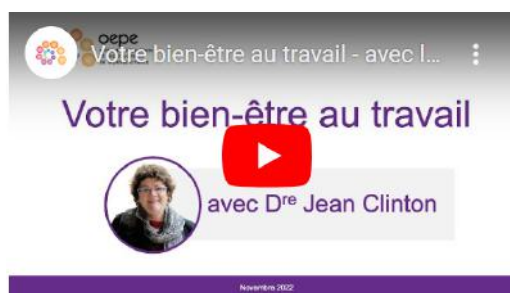 oepe
Votre bien-être au travail - avec l...
Votre bien-être au travail
avec Dʳᵉ Jean Clinton
Novembre 2022